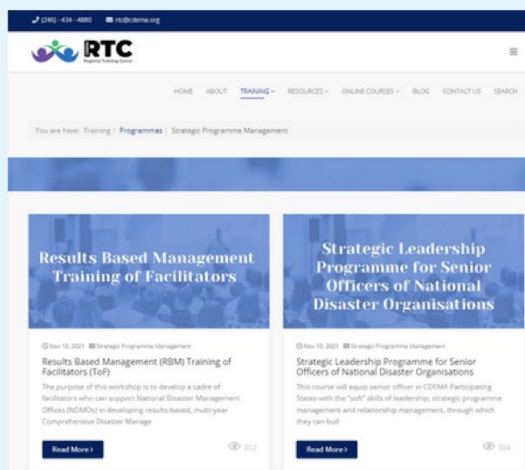 (246) - 434 - 4880 rtc@cdema.org
RTC
Regional Training Centre
HOME ABOUT TRAINING RESOURCES ONLINE COURSES BLOG CONTACT US SEARCH
You are here: Training / Programmes / Strategic Programme Management
Results Based Management
Training of Facilitators
Nov 10, 2021 Strategic Programme Management
Results Based Management (RBM) Training of
Facilitators (ToF)
The purpose of this workshop is to develop a cadre of
facilitators who can support National Disaster Management
Offices (NDMOs) in developing results-based, multi-year
Comprehensive Disaster Manage
Read More >
312
Strategic Leadership
Programme for Senior
Officers of National
Disaster Organisations
Nov 10, 2021 Strategic Programme Management
Strategic Leadership Programme for Senior
Officers of National Disaster Organisations
This course will equip senior officer in CDEMA Participating
States with the "soft" skills of leadership, strategic programme
management and relationship management, through which
they can buil
Read More >
334